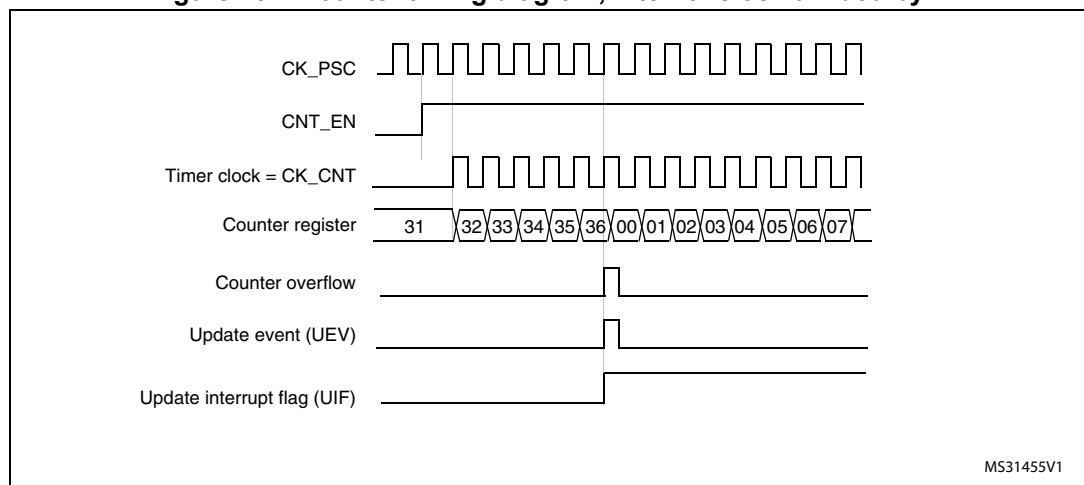 CK_PSC
CNT_EN
Timer clock = CK_CNT
Counter register 31 32 33 34 35 36 00 01 02 03 04 05 06 07
Counter overflow
Update event (UEV)
Update interrupt flag (UIF)
MS31455V1